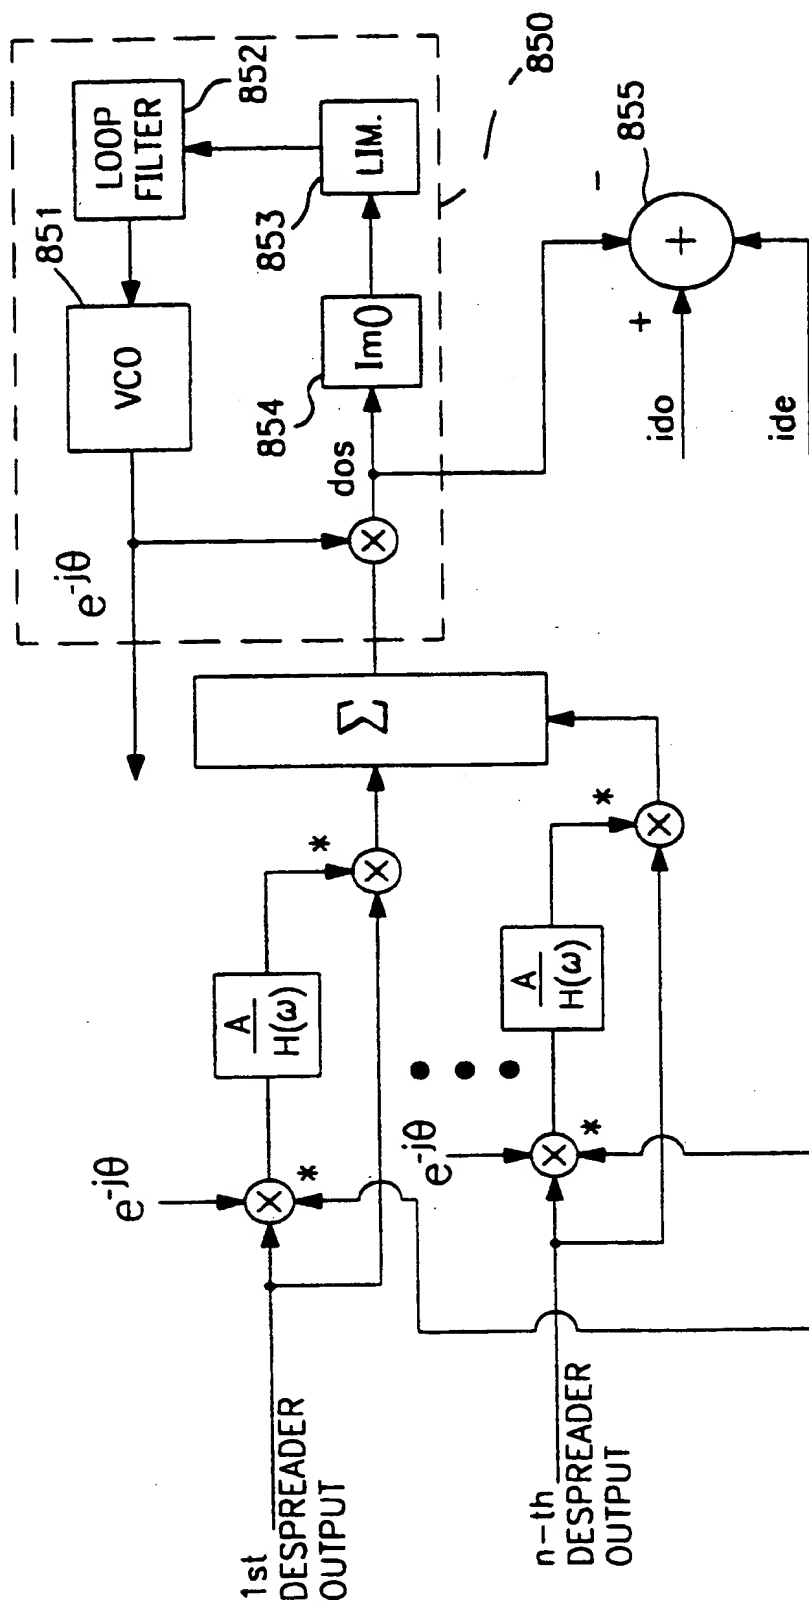 1st
DESPREADER
OUTPUT
e^-jθ
*
A
H(ω)
*
n-th
DESPREADER
OUTPUT
e^-jθ
*
A
H(ω)
*
Σ
e^-jθ
VCO
851
LOOP
FILTER
852
dos
Im()
854
LIM.
853
850
ido
ide
+
-
+
855